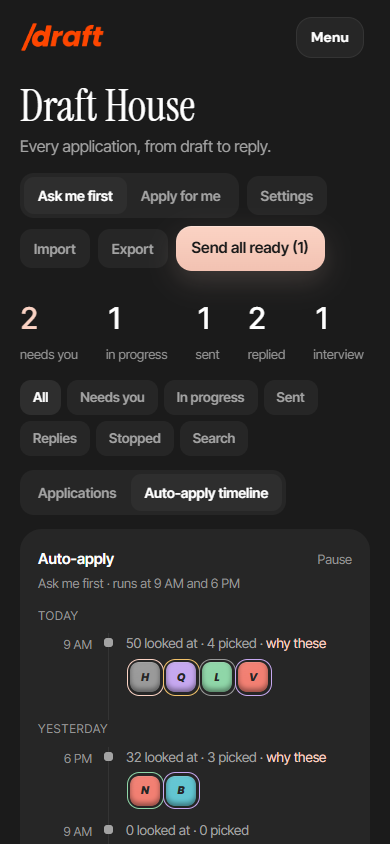 /draft
Menu
Draft House
Every application, from draft to reply.
Ask me first Apply for me Settings
Import Export Send all ready (1)
2 1 1 2 1
needs you in progress sent replied interview
All Needs you In progress Sent
Replies Stopped Search
Applications Auto-apply timeline
Auto-apply Pause
Ask me first · runs at 9 AM and 6 PM
TODAY
9 AM 50 looked at · 4 picked · why these
H Q L V
YESTERDAY
6 PM 32 looked at · 3 picked · why these
N B
9 AM 0 looked at · 0 picked